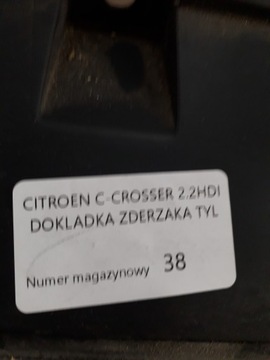 CITROEN C-CROSSER 2.2HDI
DOKLADKA ZDERZAKA TYL
Numer magazynowy 38